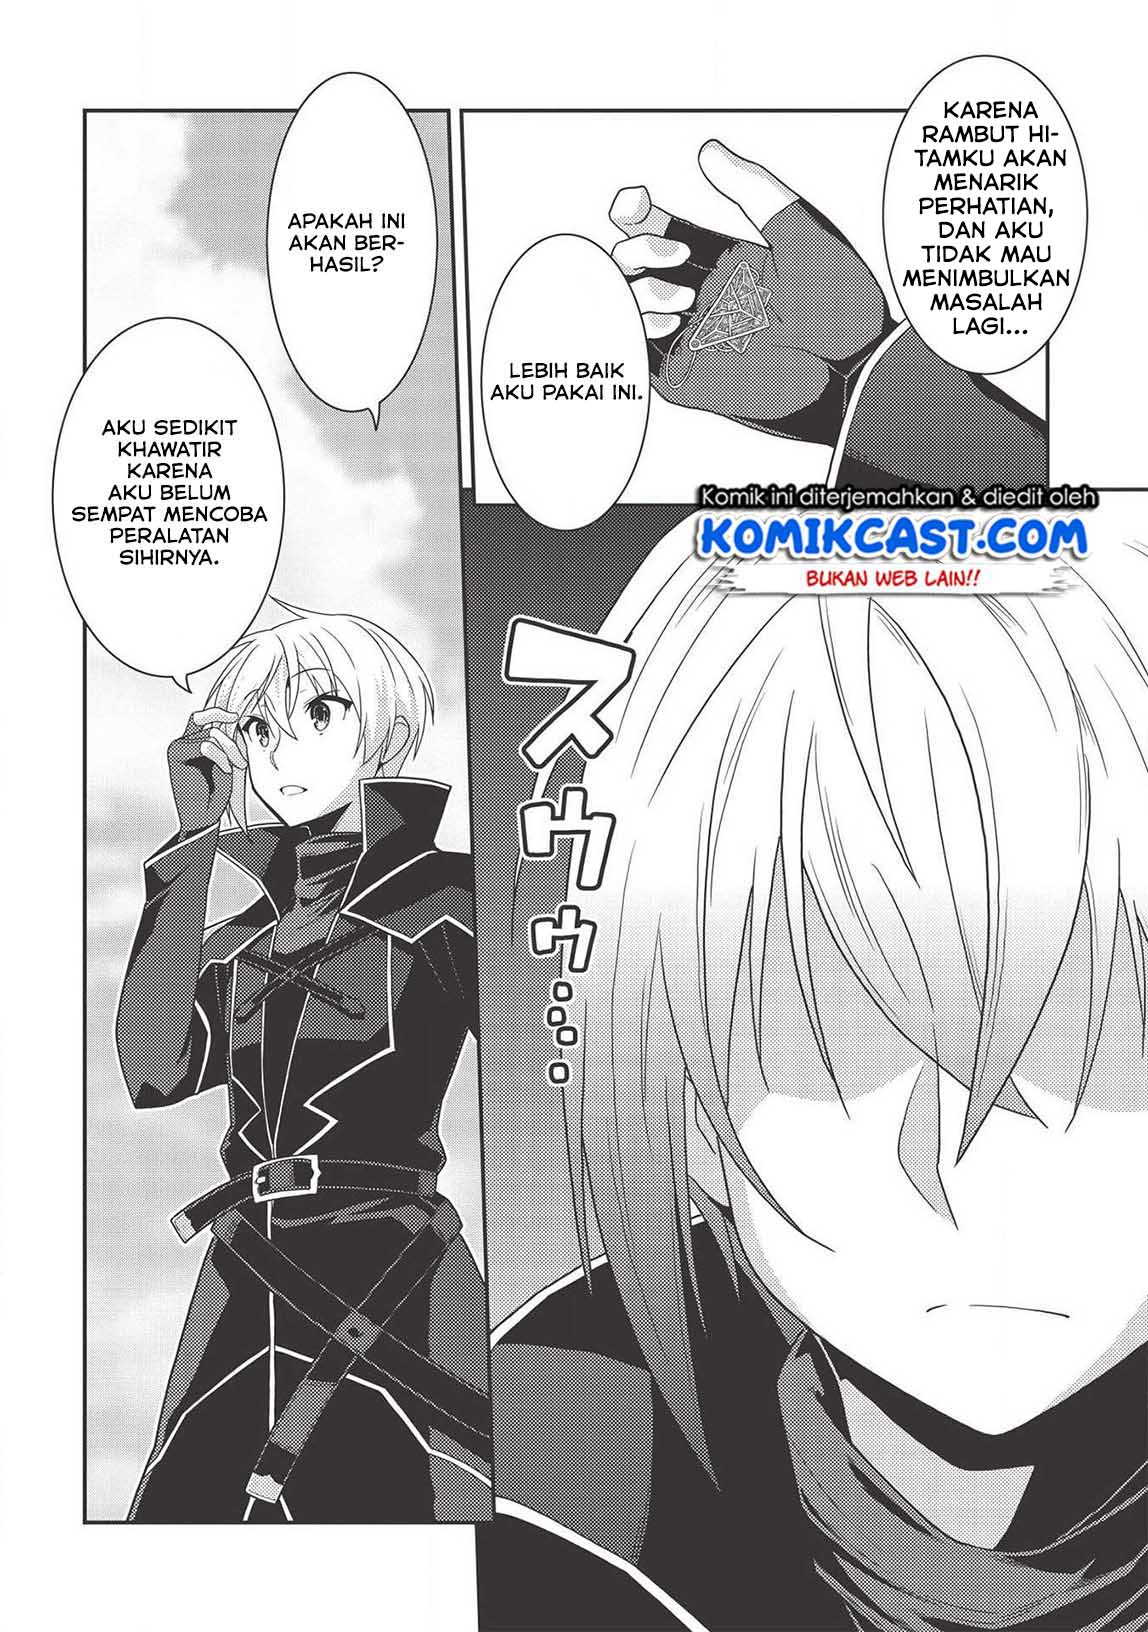 KARENA
RAMBUT HI-
TAMKU AKAN
MENARIK
PERHATIAN,
DAN AKU
TIDAK MAU
MENIMBULKAN
MASALAH
LAGI...
LEBIH BAIK
AKU PAKAI INI.
Komik ini diterjemahkan & diedit oleh
KOMIKCAST.COM
BUKAN WEB LAIN!!
スウゥ...
APAKAH INI
AKAN BER-
HASIL?
AKU SEDIKIT
KHAWATIR
KARENA
AKU BELUM
SEMPAT MENCOBA
PERALATAN
SIHIRNYA.